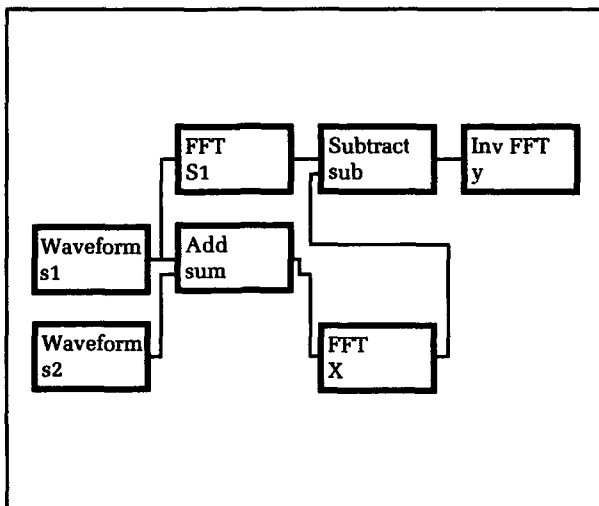 FFT
S1
Subtract
sub
Inv FFT
y
Waveform
s1
Add
sum
Waveform
s2
FFT
X